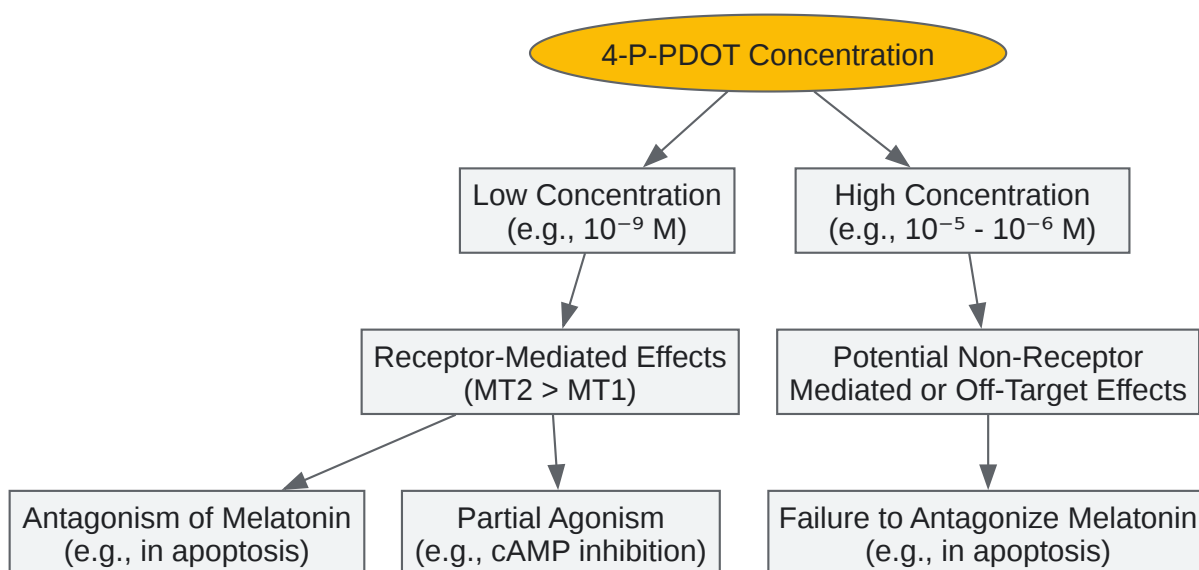 4-P-PDOT Concentration
Low Concentration
(e.g., 10⁻⁹ M)
High Concentration
(e.g., 10⁻⁵ - 10⁻⁶ M)
Receptor-Mediated Effects
(MT2 > MT1)
Potential Non-Receptor
Mediated or Off-Target Effects
Antagonism of Melatonin
(e.g., in apoptosis)
Partial Agonism
(e.g., cAMP inhibition)
Failure to Antagonize Melatonin
(e.g., in apoptosis)